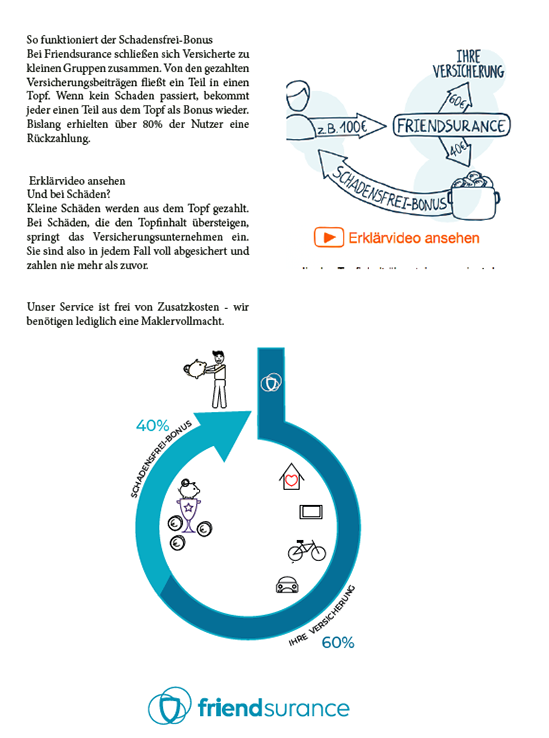 So funktioniert der Schadensfrei-Bonus
Bei Friendsurance schließen sich Versicherte zu
kleinen Gruppen zusammen. Von den gezahlten
Versicherungsbeiträgen fließt ein Teil in einen
Topf. Wenn kein Schaden passiert, bekommt
jeder einen Teil aus dem Topf als Bonus wieder.
Bislang erhielten über 80% der Nutzer eine
Rückzahlung.
Erklärvideo ansehen
Und bei Schäden?
Kleine Schäden werden aus dem Topf gezahlt.
Bei Schäden, die den Topfinhalt übersteigen,
springt das Versicherungsunternehmen ein.
Sie sind also in jedem Fall voll abgesichert und
zahlen nie mehr als zuvor.
Unser Service ist frei von Zusatzkosten - wir
benötigen lediglich eine Maklervollmacht.
IHRE
VERSICHERUNG
60€
z.B. 100€
FRIENDSURANCE
40€
SCHADENSFREI-BONUS
Erklärvideo ansehen
40%
SCHADENSFREI-BONUS
€
€
€
IHRE VERSICHERUNG
60%
friendsurance